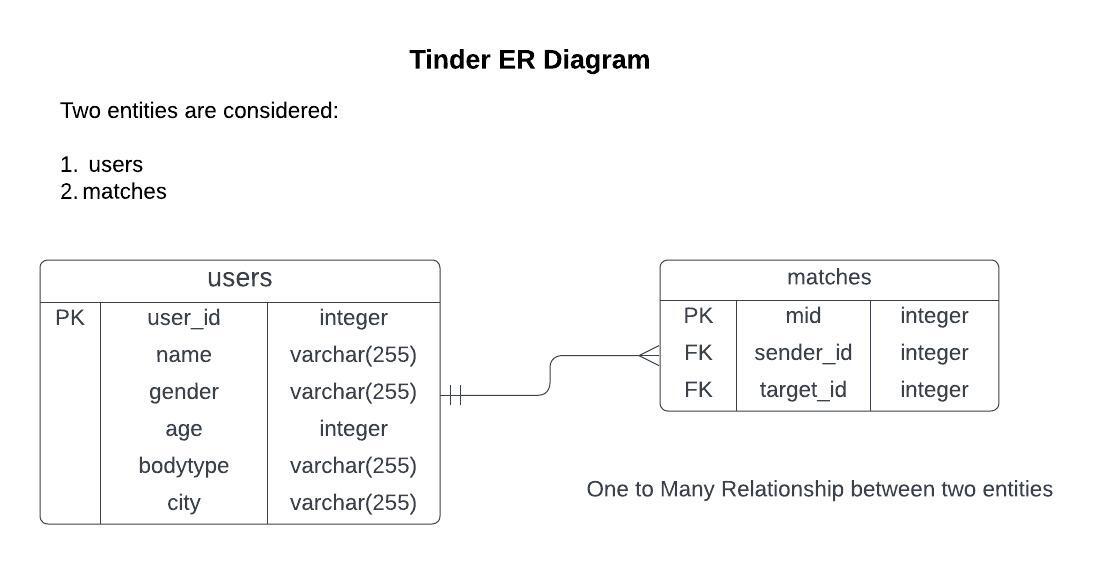 Tinder ER Diagram
Two entities are considered:
1. users
2. matches
users
PK user_id integer
name varchar(255)
gender varchar(255)
age integer
bodytype varchar(255)
city varchar(255)
matches
PK mid integer
FK sender_id integer
FK target_id integer
One to Many Relationship between two entities